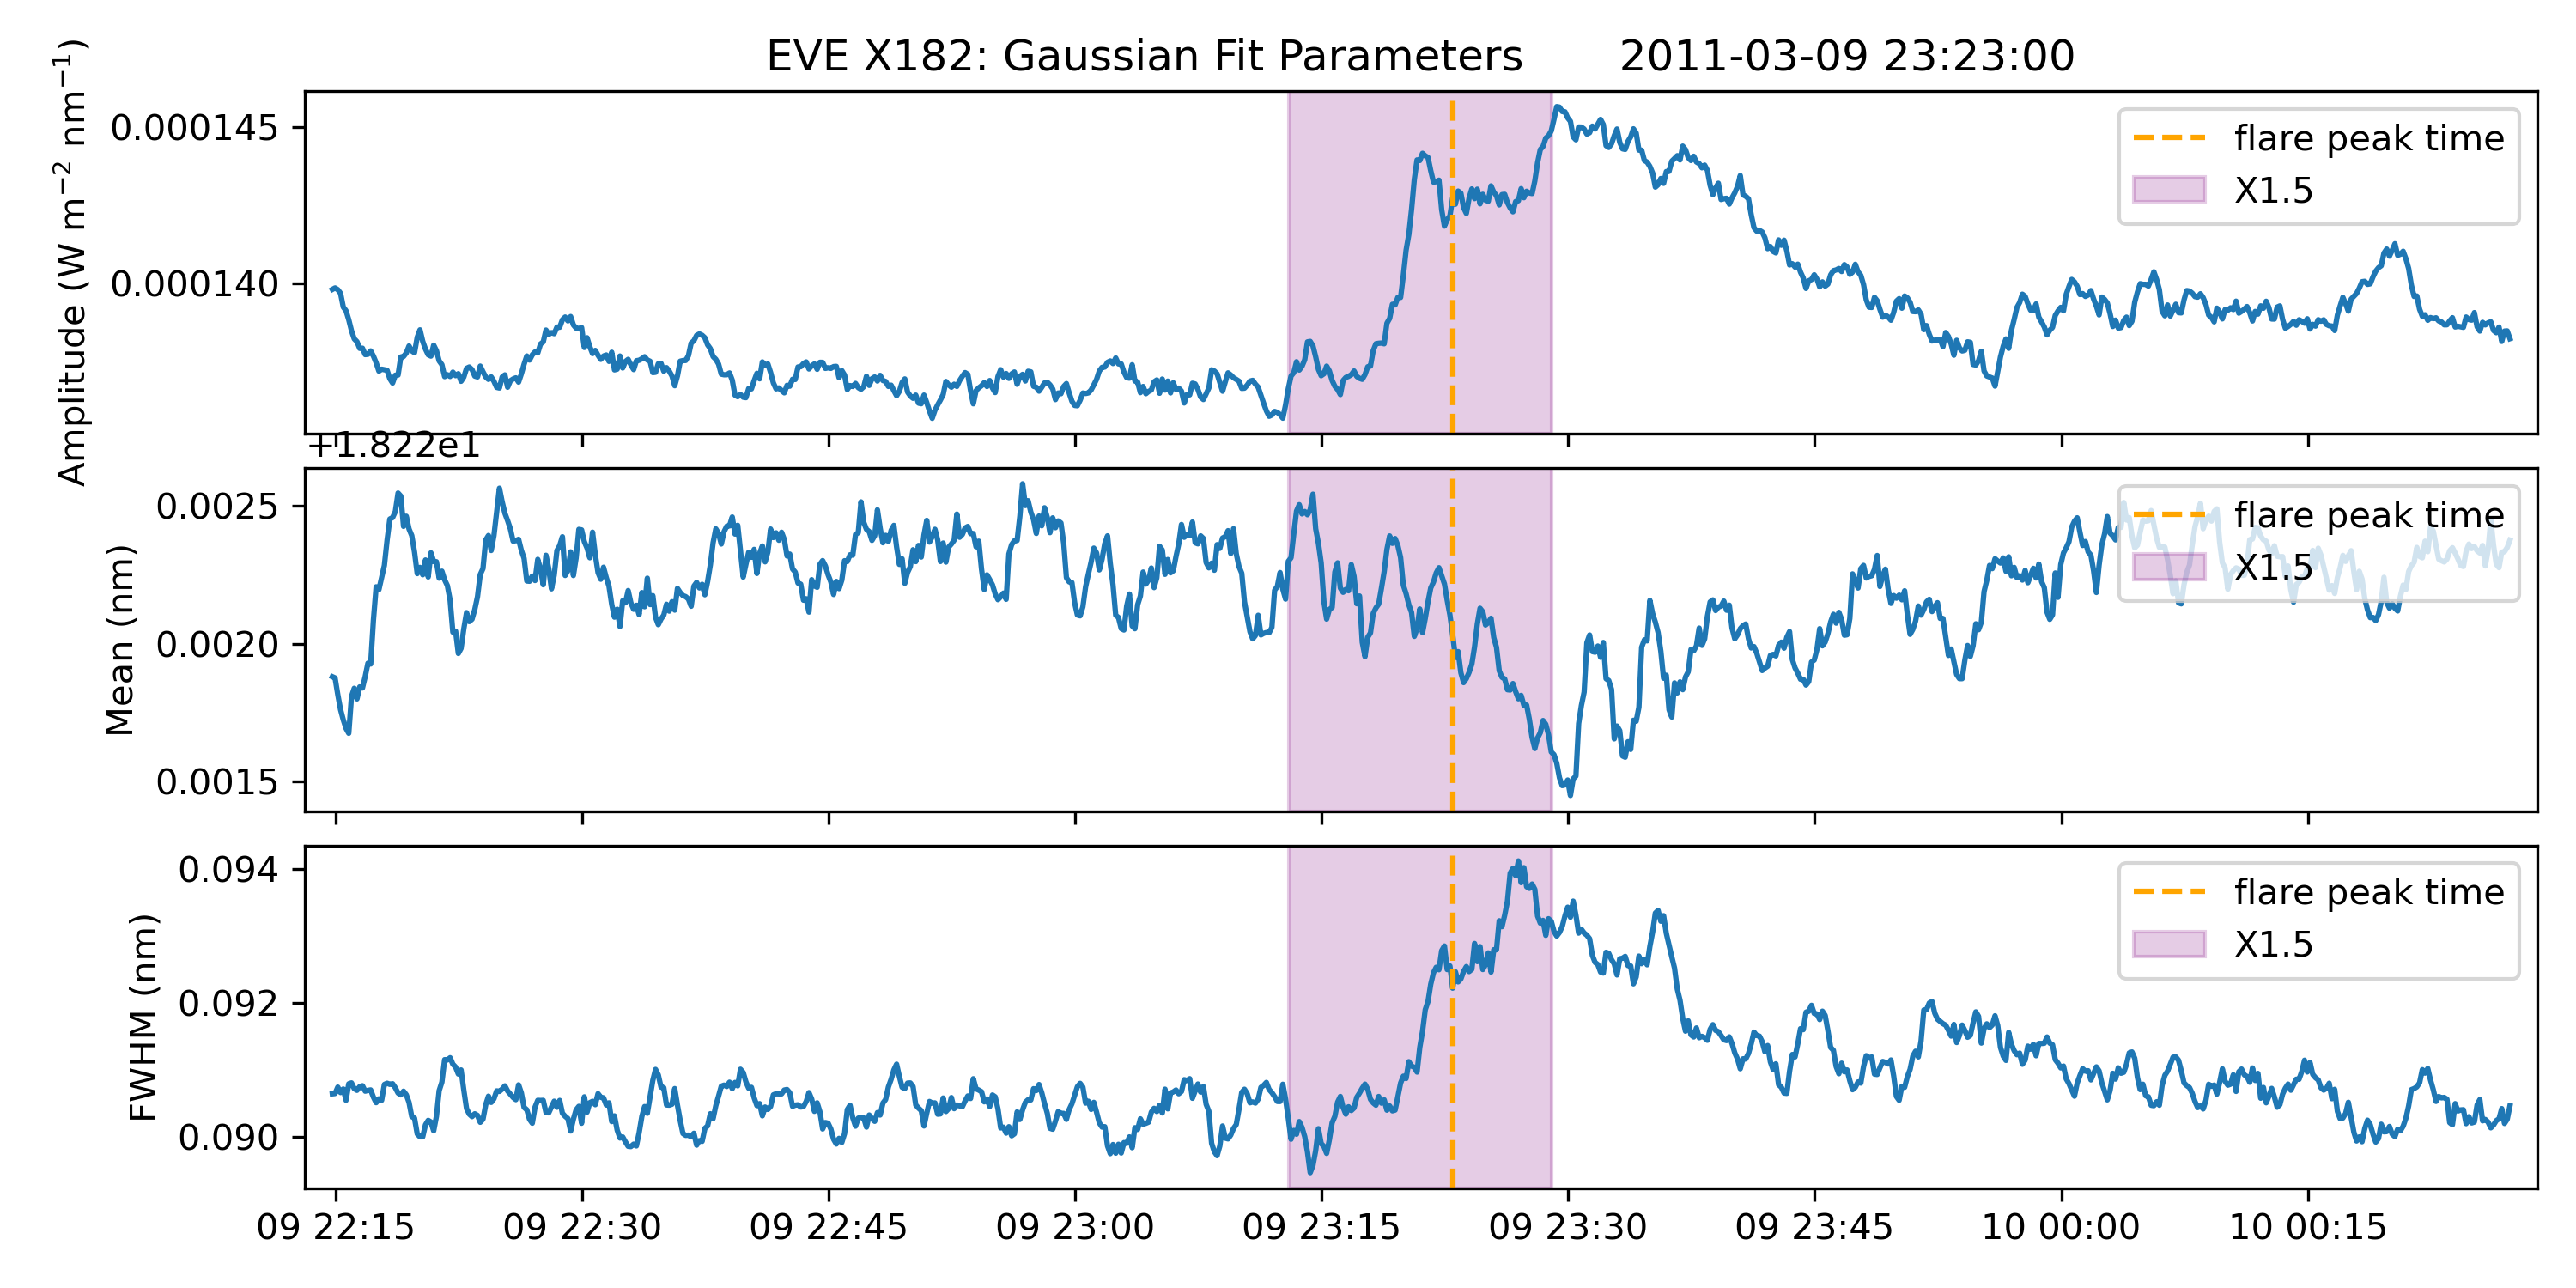 EVE X182: Gaussian Fit Parameters 2011-03-09 23:23:00
Amplitude (W m⁻² nm⁻¹)
0.000145
0.000140
flare peak time
X1.5
+1.822e1
Mean (nm)
0.0025
0.0020
0.0015
flare peak time
X1.5
FWHM (nm)
0.094
0.092
0.090
flare peak time
X1.5
09 22:15 09 22:30 09 22:45 09 23:00 09 23:15 09 23:30 09 23:45 10 00:00 10 00:15